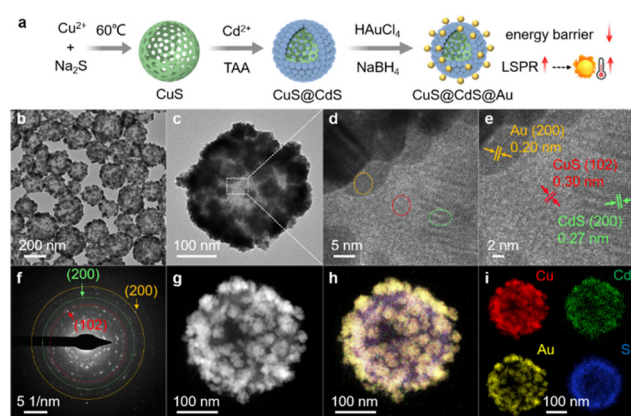 a
Cu²⁺
+
Na₂S
60℃
CuS
Cd²⁺
TAA
CuS@CdS
HAuCl₄
NaBH₄
CuS@CdS@Au
energy barrier
LSPR
b
200 nm
c
100 nm
d
5 nm
e
Au (200)
0.20 nm
CuS (102)
0.30 nm
CdS (200)
0.27 nm
2 nm
f
(200)
(200)
(102)
5 1/nm
g
100 nm
h
100 nm
i
Cu
Cd
Au
S
100 nm